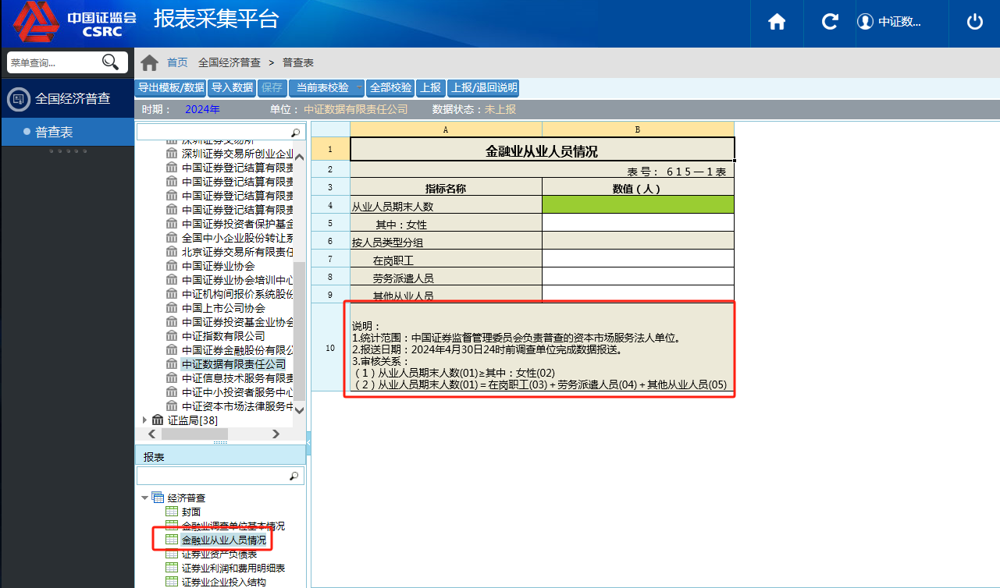 中国证监会
CSRC
报表采集平台
中证数...
菜单查询...
首页 全国经济普查 > 普查表
全国经济普查
普查表
导出模板/数据 导入数据 保存 当前表校验 全部校验 上报 上报/退回说明
时期： 2024年 单位： 中证数据有限责任公司 数据状态： 未上报
深圳证券交易所
深圳证券交易所创业企业
中国证券登记结算有限责
中国证券登记结算有限责
中国证券登记结算有限责
中国证券登记结算有限责
中国证券投资者保护基金
全国中小企业股份转让系
北京证券交易所有限责任
中国证券业协会
中国证券业协会培训中心
中证机构间报价系统股份
中国上市公司协会
中国证券投资基金业协会
中证指数有限公司
中国证券金融股份有限公
中证数据有限责任公司
中证信息技术服务有限责
中证中小投资者服务中心
中证资本市场法律服务中
证监局[38]
报表
经济普查
封面
金融业调查单位基本情况
金融业从业人员情况
证券业资产负债表
证券业利润和费用明细表
证券业企业投入结构
A B
1 金融业从业人员情况
2 表号： 615－1表
3 指标名称 数值（人）
4 从业人员期末人数
5 其中：女性
6 按人员类型分组
7 在岗职工
8 劳务派遣人员
9 其他从业人员
10
说明：
1.统计范围：中国证券监督管理委员会负责普查的资本市场服务法人单位。
2.报送日期：2024年4月30日24时前调查单位完成数据报送。
3.审核关系：
（1）从业人员期末人数(01)≥其中：女性(02)
（2）从业人员期末人数(01)＝在岗职工(03)＋劳务派遣人员(04)＋其他从业人员(05)